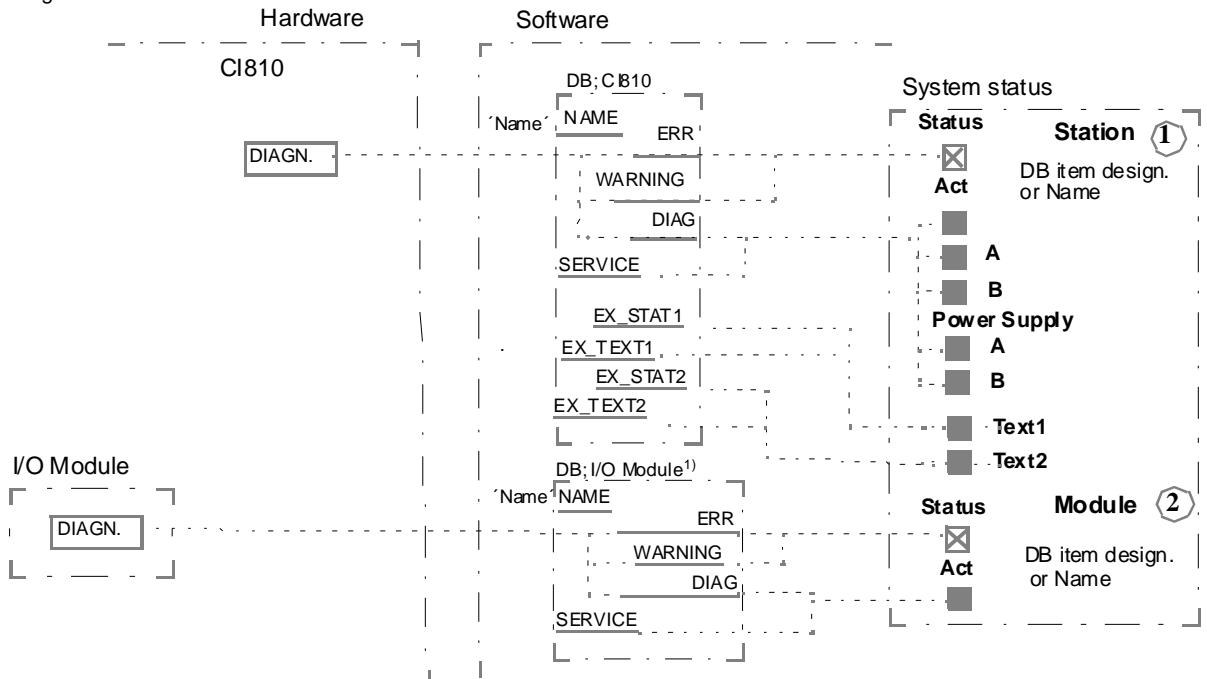 Hardware
Software
CI810
DB; CI810
System status
´Name´
NAME
Status
Station
1
ERR
DIAGN.
DB item design.
or Name
WARNING
Act
DIAG
A
SERVICE
B
EX_STAT1
Power Supply
EX_TEXT1
A
EX_STAT2
B
EX_TEXT2
Text1
Text2
I/O Module
DB; I/O Module1)
´Name´
NAME
Status
Module
2
ERR
DIAGN.
WARNING
DB item design.
or Name
Act
DIAG
SERVICE